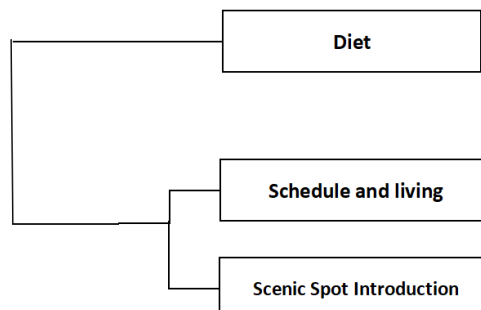 Diet
Schedule and living
Scenic Spot Introduction